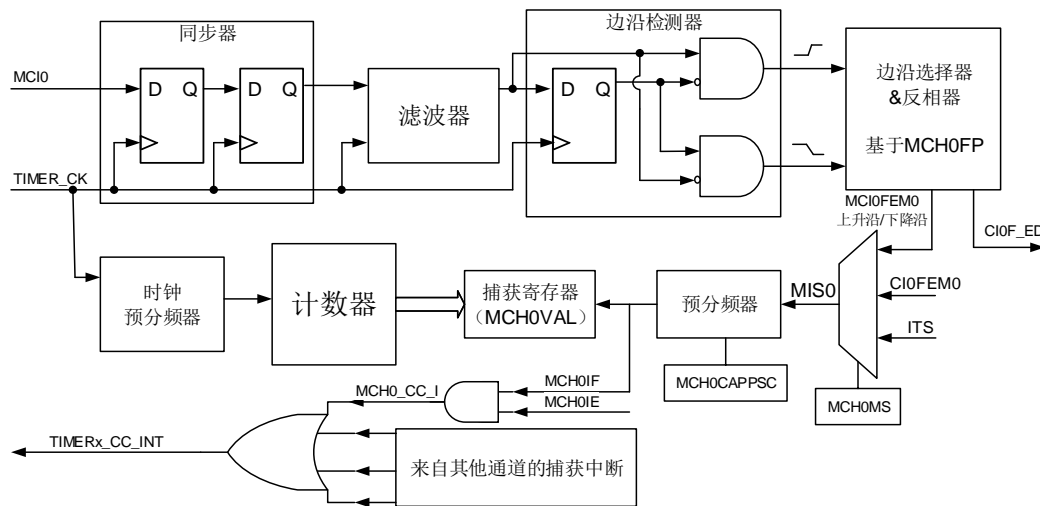 同步器
边沿检测器
MCI0
D Q
D Q
滤波器
D Q
边沿选择器
&反相器
基于MCH0FP
TIMER_CK
MCI0FEM0
上升沿/下降沿
CI0F_ED
时钟
预分频器
计数器
捕获寄存器
(MCH0VAL)
预分频器
MIS0
CI0FEM0
ITS
MCH0CAPPSC
MCH0MS
MCH0IF
MCH0_CC_I
MCH0IE
TIMERx_CC_INT
来自其他通道的捕获中断